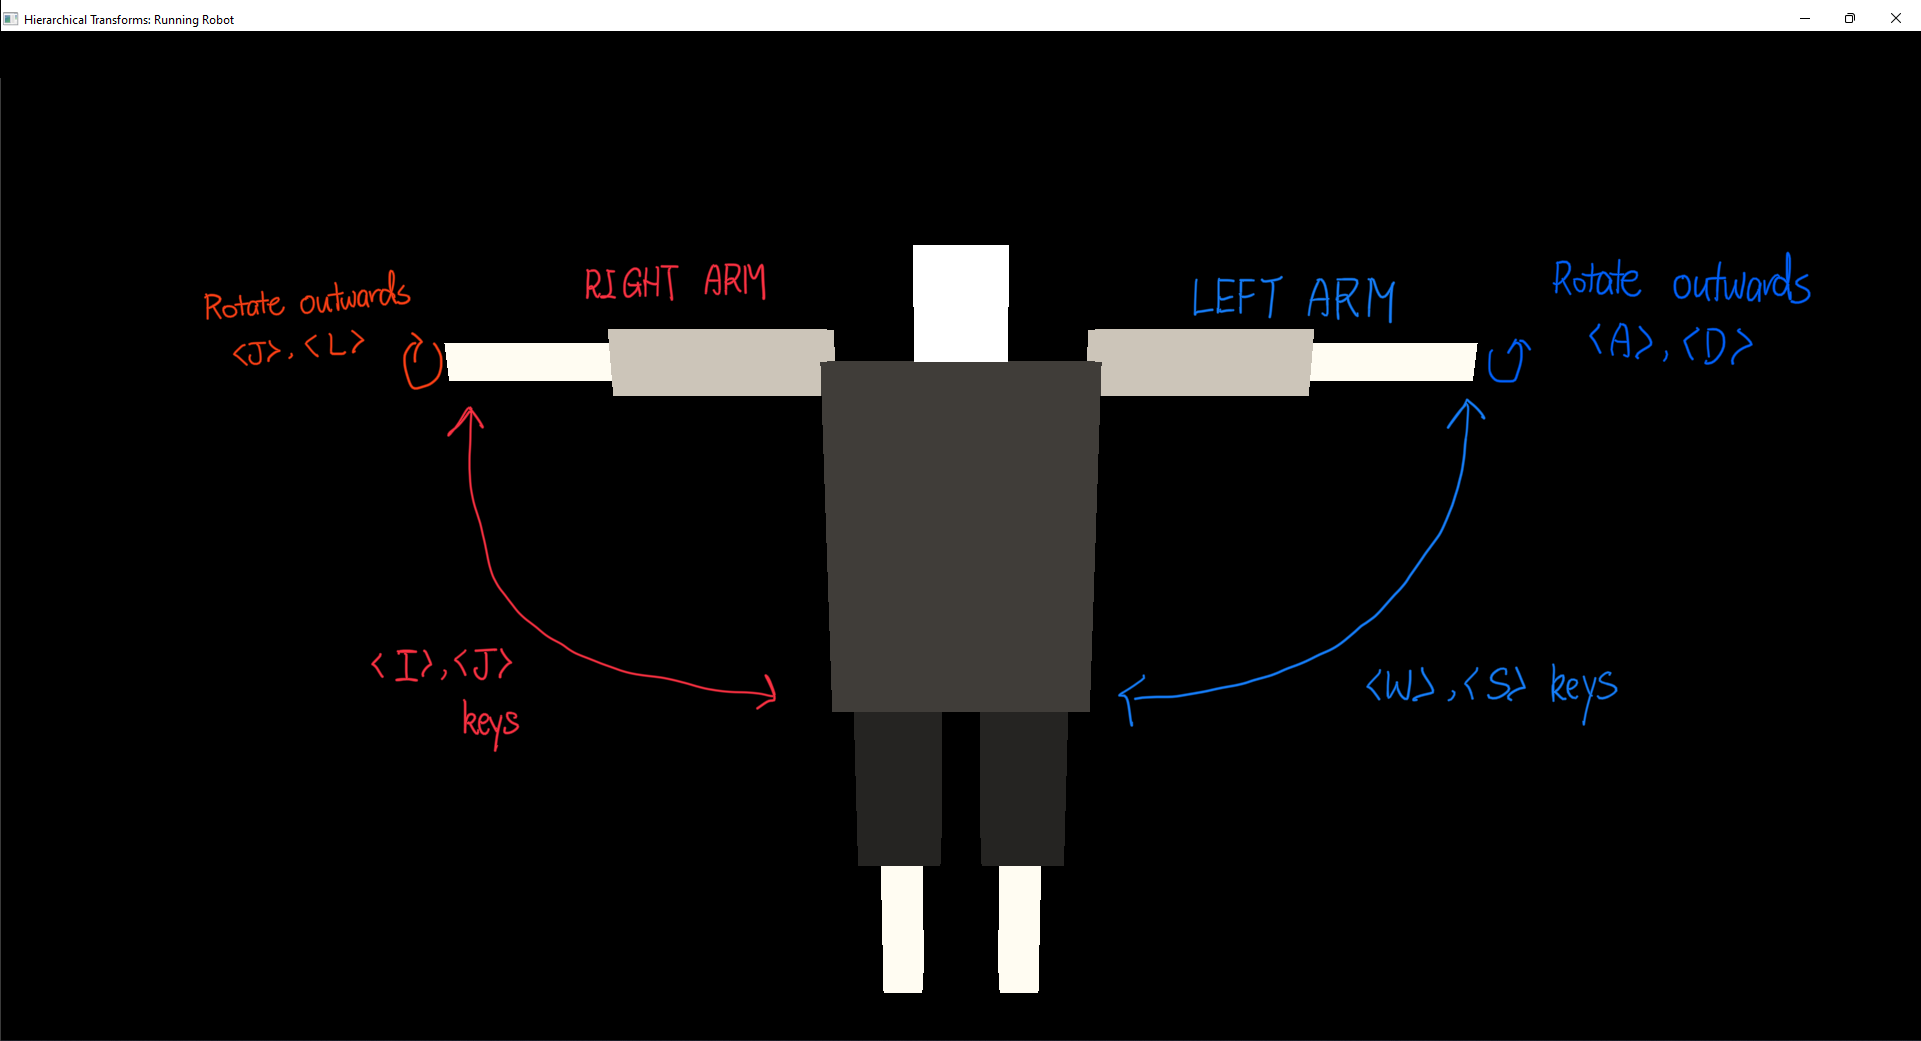 Hierarchical Transforms: Running Robot
RIGHT ARM
Rotate outwards
<J>, <L>
<I>, <J>
keys
LEFT ARM
Rotate outwards
<A>, <D>
<W>, <S> keys